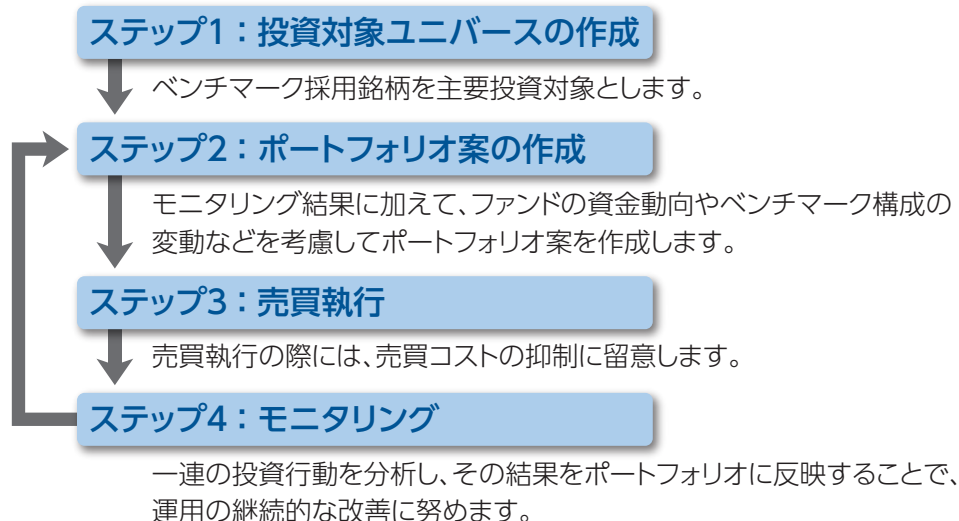 ステップ1：投資対象ユニバースの作成
ベンチマーク採用銘柄を主要投資対象とします。
ステップ2：ポートフォリオ案の作成
モニタリング結果に加えて、ファンドの資金動向やベンチマーク構成の
変動などを考慮してポートフォリオ案を作成します。
ステップ3：売買執行
売買執行の際には、売買コストの抑制に留意します。
ステップ4：モニタリング
一連の投資行動を分析し、その結果をポートフォリオに反映することで、
運用の継続的な改善に努めます。